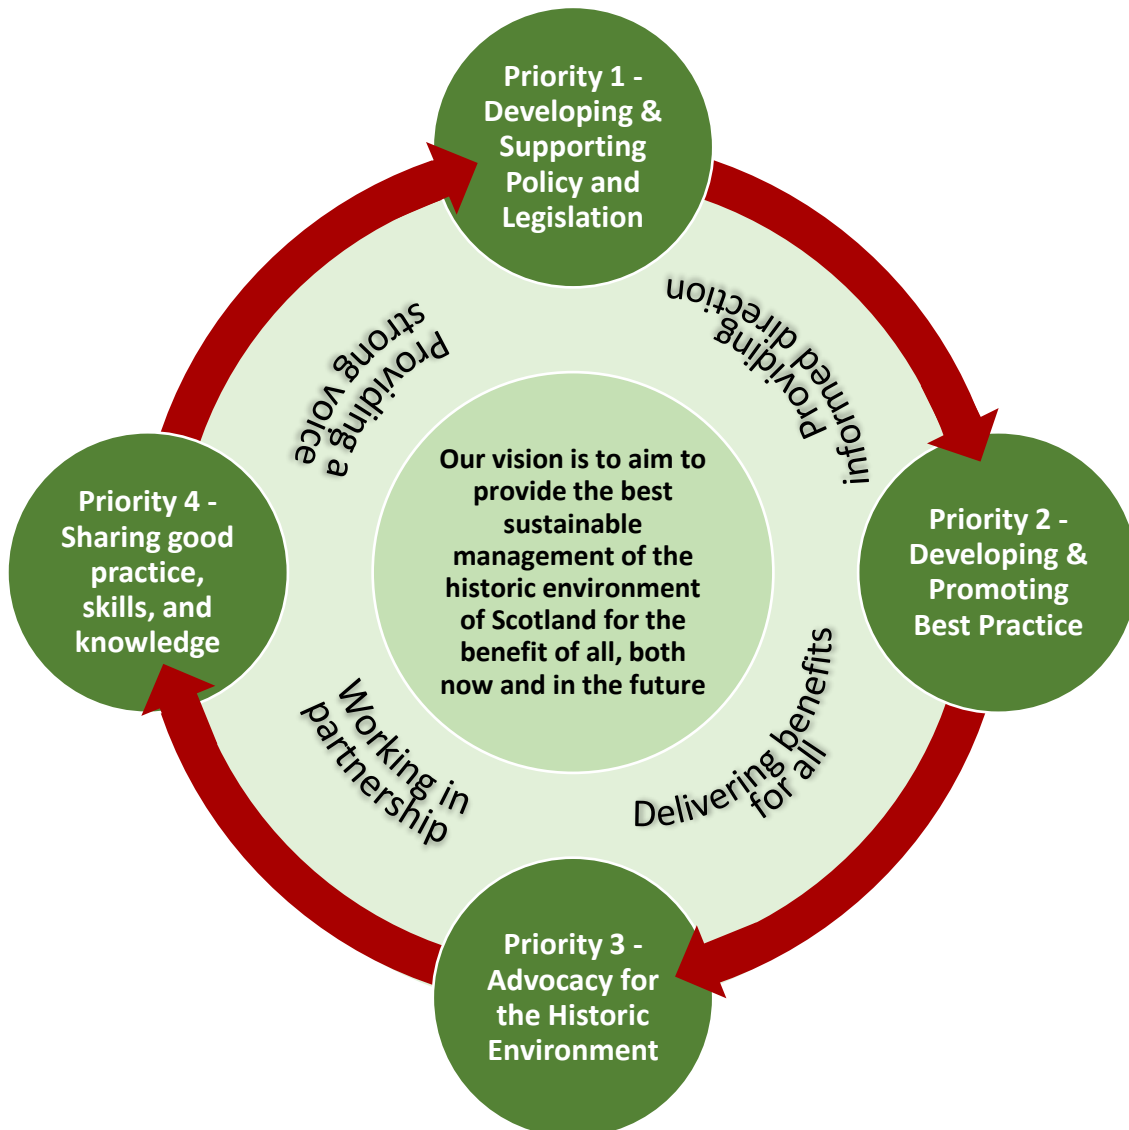 Priority 1 -
Developing &
Supporting
Policy and
Legislation
Providing a
strong voice
Providing
informed direction
Our vision is to aim to
provide the best
sustainable
management of the
historic environment
of Scotland for the
benefit of all, both
now and in the future
Priority 4 -
Sharing good
practice,
skills, and
knowledge
Priority 2 -
Developing &
Promoting
Best Practice
Working in
partnership
Delivering benefits
for all
Priority 3 -
Advocacy for
the Historic
Environment